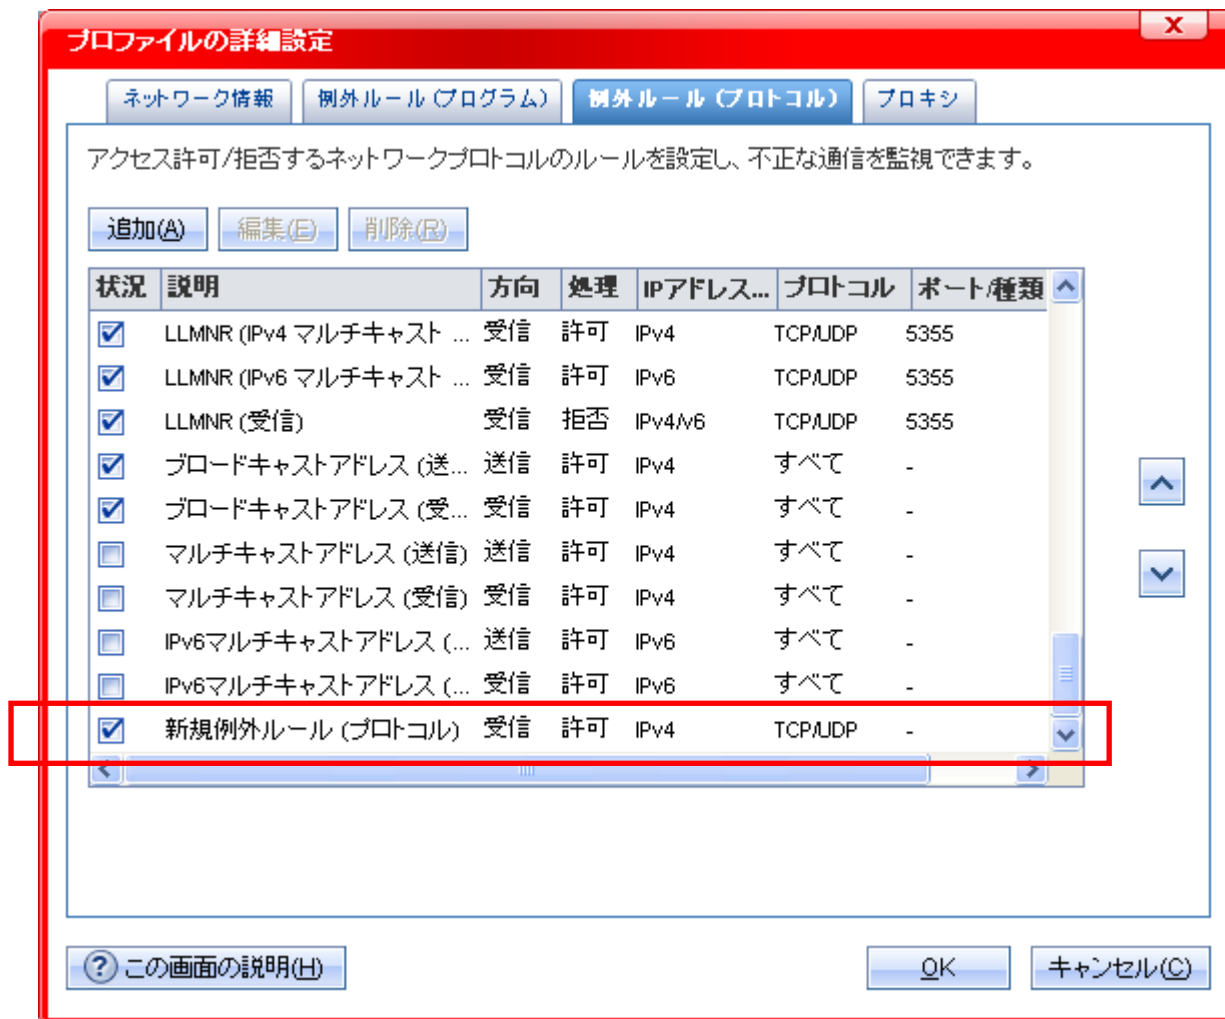 プロファイルの詳細設定
X
ネットワーク情報 例外ルール (プログラム) 例外ルール (プロトコル) プロキシ
アクセス許可/拒否するネットワークプロトコルのルールを設定し、不正な通信を監視できます。
追加(A) 編集(E) 削除(R)
状況 説明 方向 処理 IPアドレス... プロトコル ポート/種類
LLMNR (IPv4 マルチキャスト ... 受信 許可 IPv4 TCP/UDP 5355
LLMNR (IPv6 マルチキャスト ... 受信 許可 IPv6 TCP/UDP 5355
LLMNR (受信) 受信 拒否 IPv4/v6 TCP/UDP 5355
ブロードキャストアドレス (送... 送信 許可 IPv4 すべて -
ブロードキャストアドレス (受... 受信 許可 IPv4 すべて -
マルチキャストアドレス (送信) 送信 許可 IPv4 すべて -
マルチキャストアドレス (受信) 受信 許可 IPv4 すべて -
IPv6マルチキャストアドレス (... 送信 許可 IPv6 すべて -
IPv6マルチキャストアドレス (... 受信 許可 IPv6 すべて -
新規例外ルール (プロトコル) 受信 許可 IPv4 TCP/UDP -
? この画面の説明(H) OK キャンセル(C)